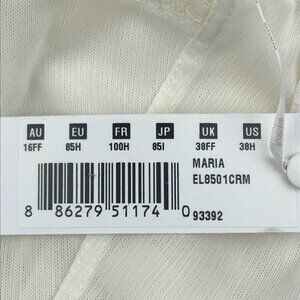 AU EU FR JP UK US
16FF 85H 100H 85I 38FF 38H
MARIA
EL8501CRM
8 86279 51174 0
93392